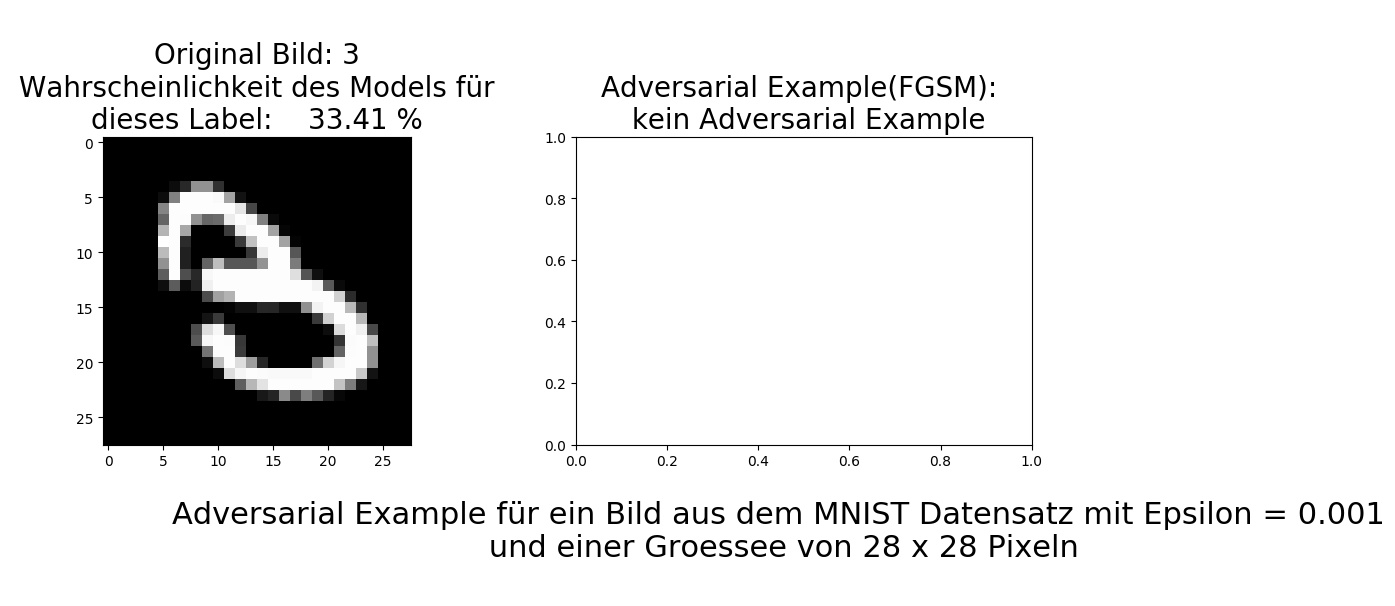 Original Bild: 3
Wahrscheinlichkeit des Models für
dieses Label: 33.41 %
Adversarial Example(FGSM):
kein Adversarial Example
0
5
10
15
20
25
0 5 10 15 20 25
1.0
0.8
0.6
0.4
0.2
0.0
0.0 0.2 0.4 0.6 0.8 1.0
Adversarial Example für ein Bild aus dem MNIST Datensatz mit Epsilon = 0.001
und einer Groessee von 28 x 28 Pixeln